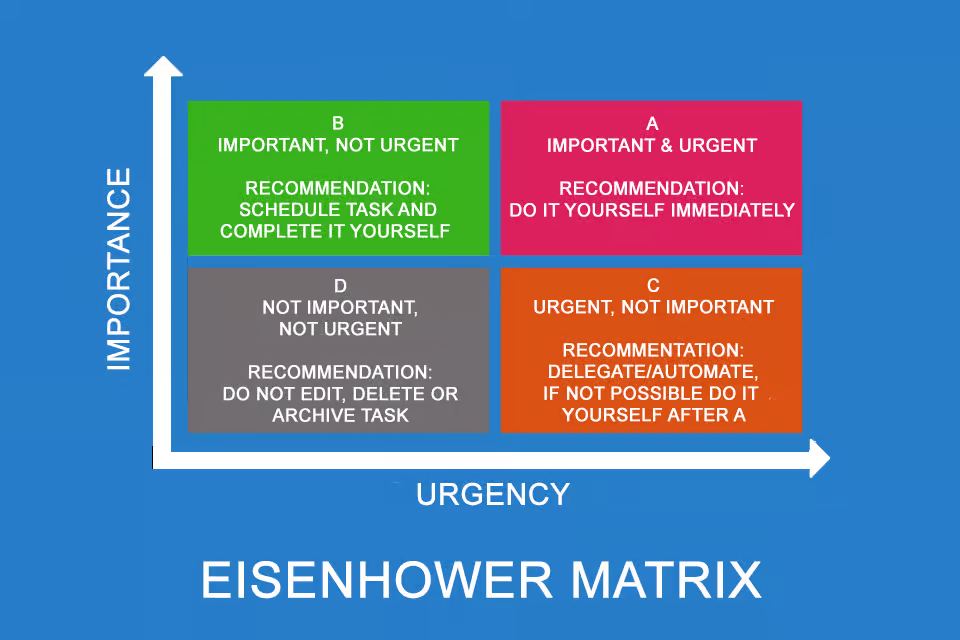 B
IMPORTANT, NOT URGENT
RECOMMENDATION:
SCHEDULE TASK AND
COMPLETE IT YOURSELF
A
IMPORTANT & URGENT
RECOMMENDATION:
DO IT YOURSELF IMMEDIATELY
IMPORTANCE
D
NOT IMPORTANT,
NOT URGENT
RECOMMENDATION:
DO NOT EDIT, DELETE OR
ARCHIVE TASK
C
URGENT, NOT IMPORTANT
RECOMMENTATION:
DELEGATE/AUTOMATE,
IF NOT POSSIBLE DO IT
YOURSELF AFTER A
URGENCY
EISENHOWER MATRIX